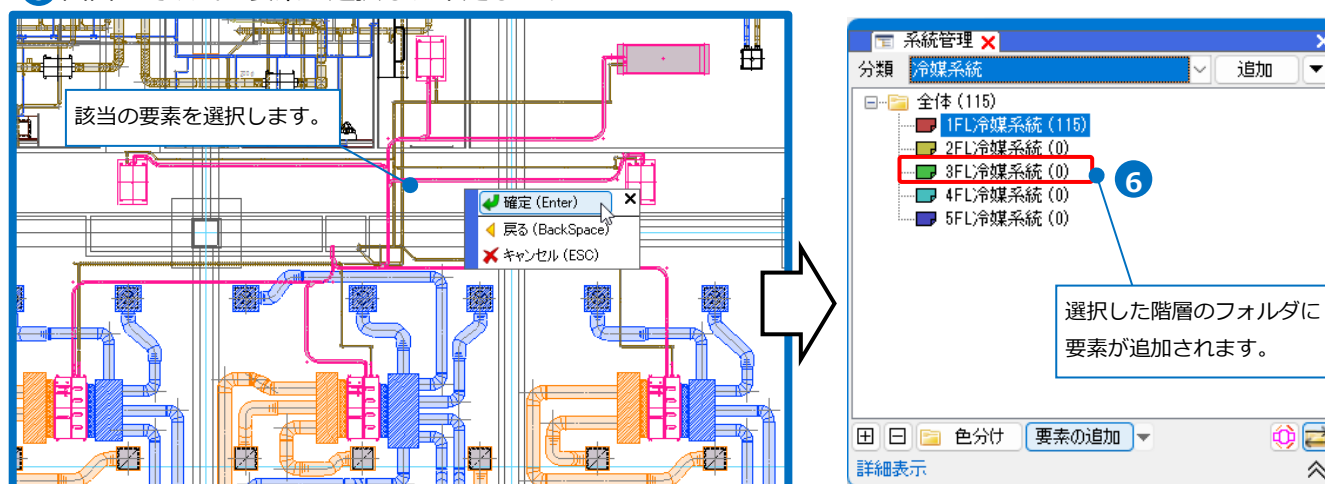 該当の要素を選択します。
確定 (Enter)
戻る (BackSpace)
キャンセル (ESC)
系統管理
分類 冷媒系統 追加
全体 (115)
1FL冷媒系統 (115)
2FL冷媒系統 (0)
3FL冷媒系統 (0)
4FL冷媒系統 (0)
5FL冷媒系統 (0)
6
選択した階層のフォルダに
要素が追加されます。
色分け 要素の追加
詳細表示